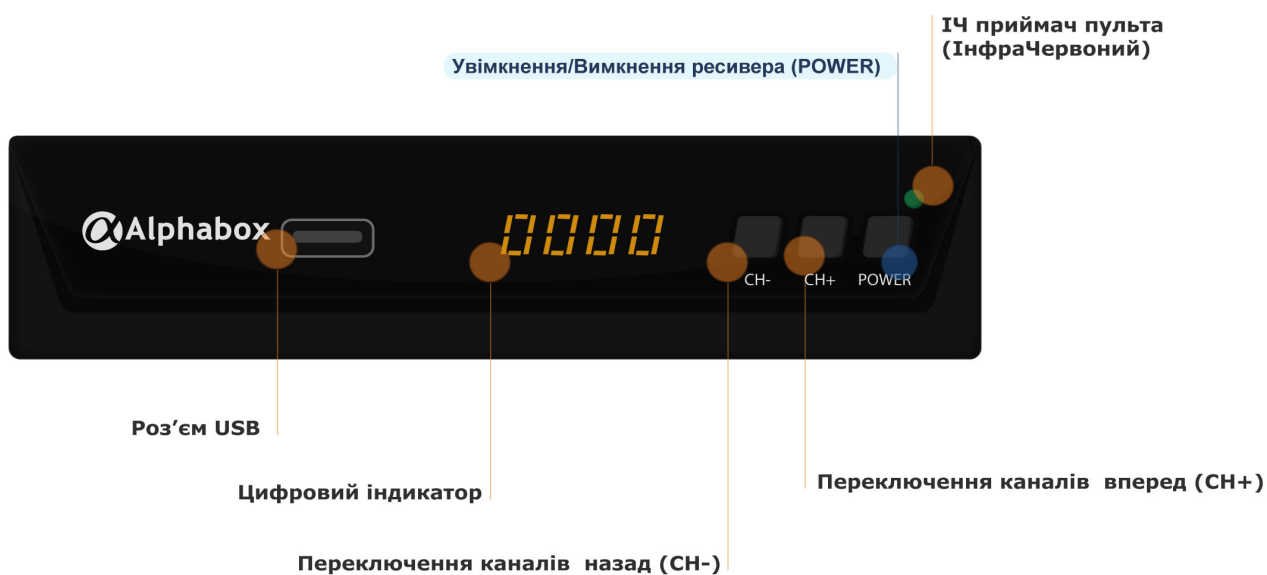 ІЧ приймач пульта
(ІнфраЧервоний)
Увімкнення/Вимкнення ресивера (POWER)
Alphabox
0000
CH-
CH+
POWER
Роз’єм USB
Цифровий індикатор
Переключення каналів вперед (CH+)
Переключення каналів назад (CH-)